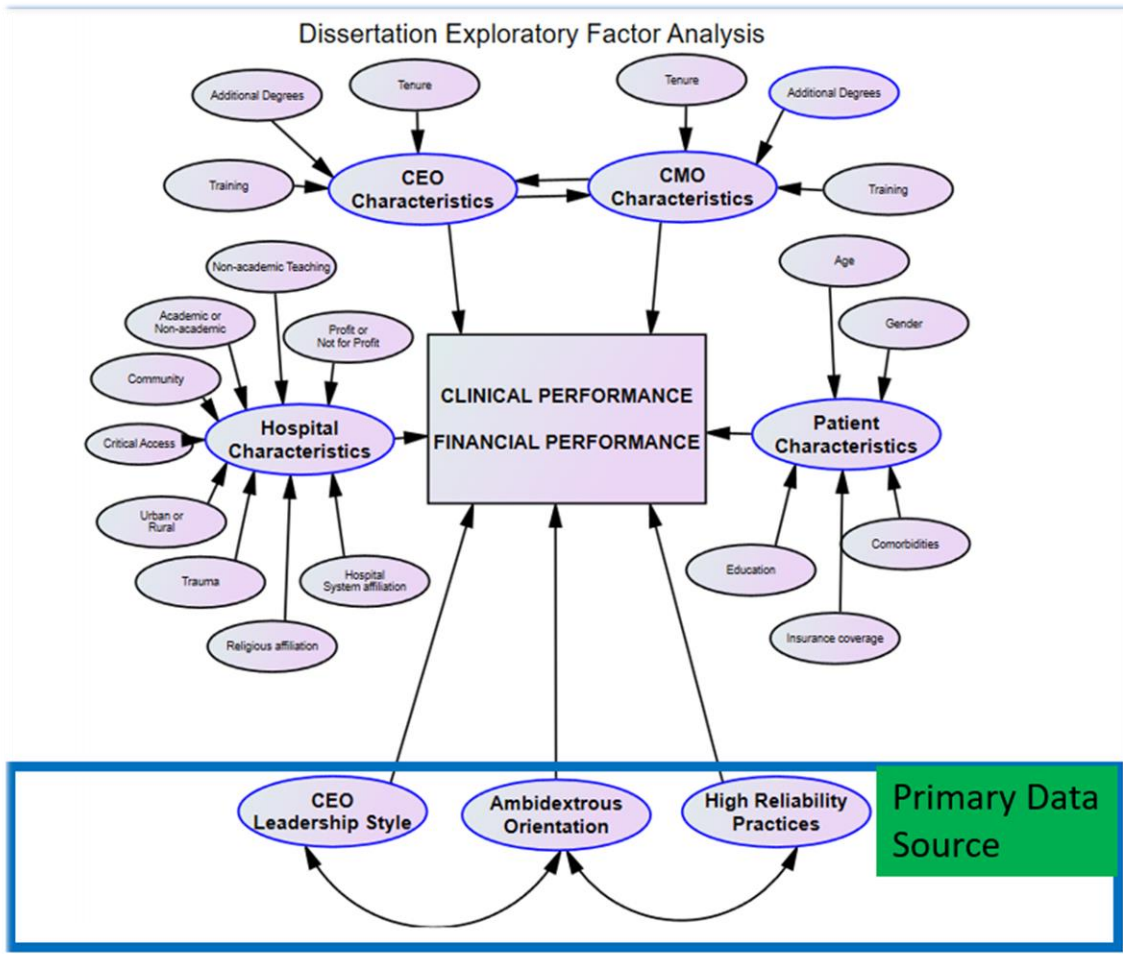 Dissertation Exploratory Factor Analysis
Additional Degrees
Tenure
Tenure
Additional Degrees
Training
CEO
Characteristics
CMO
Characteristics
Training
Non-academic Teaching
Age
Academic or
Non-academic
Profit or
Not for Profit
Gender
Community
CLINICAL PERFORMANCE
FINANCIAL PERFORMANCE
Critical Access
Hospital
Characteristics
Patient
Characteristics
Urban or
Rural
Comorbidities
Trauma
Hospital
System affiliation
Education
Religious affiliation
Insurance coverage
CEO
Leadership Style
Ambidextrous
Orientation
High Reliability
Practices
Primary Data
Source